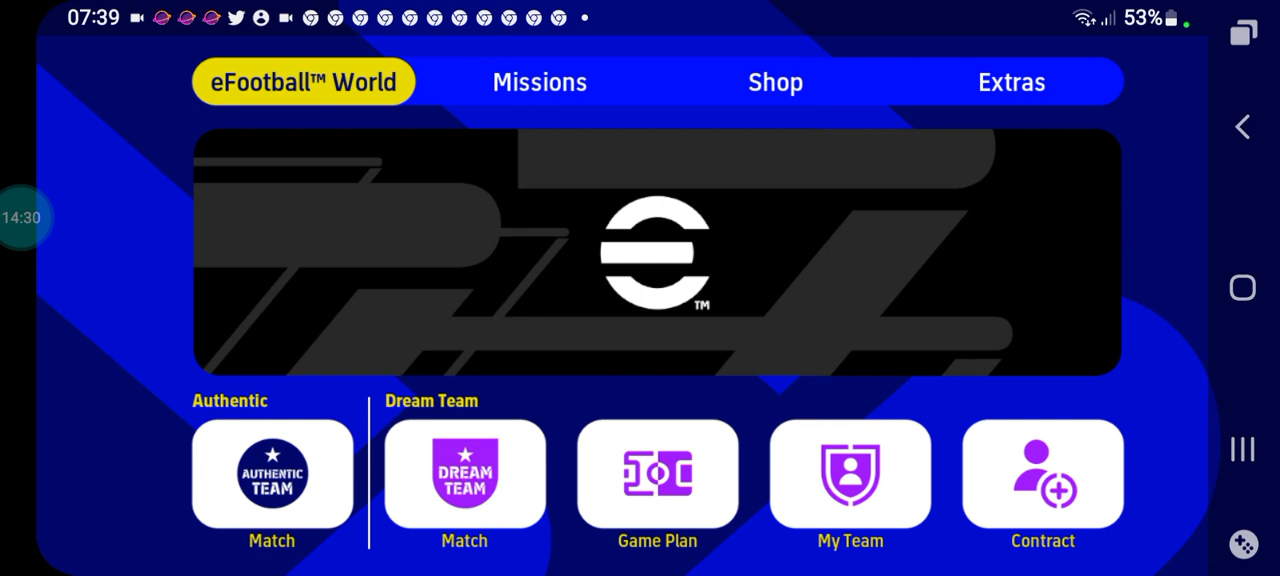 07:39
53%
eFootball™ World
Missions
Shop
Extras
14:30
TM
Authentic
Dream Team
AUTHENTIC
TEAM
DREAM
TEAM
Match
Match
Game Plan
My Team
Contract